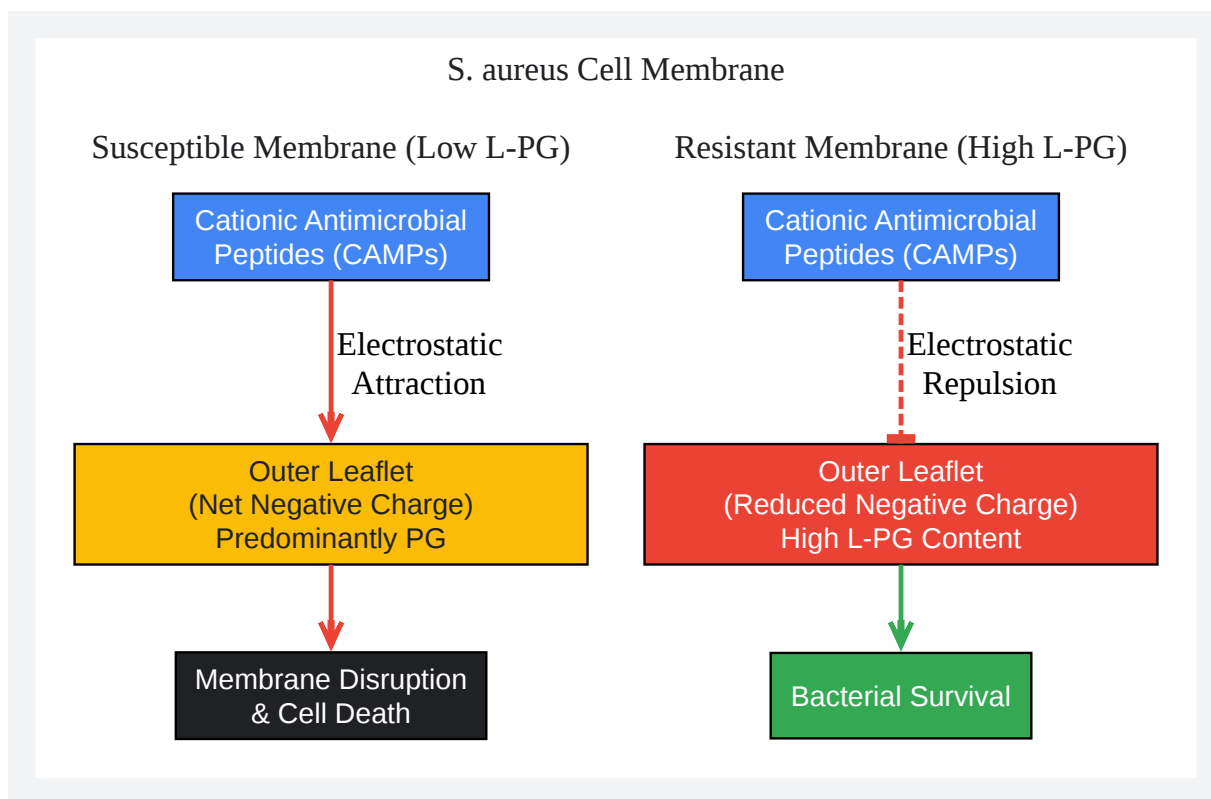 S. aureus Cell Membrane
Susceptible Membrane (Low L-PG)
Cationic Antimicrobial
Peptides (CAMPs)
Electrostatic
Attraction
Outer Leaflet
(Net Negative Charge)
Predominantly PG
Membrane Disruption
& Cell Death
Resistant Membrane (High L-PG)
Cationic Antimicrobial
Peptides (CAMPs)
Electrostatic
Repulsion
Outer Leaflet
(Reduced Negative Charge)
High L-PG Content
Bacterial Survival